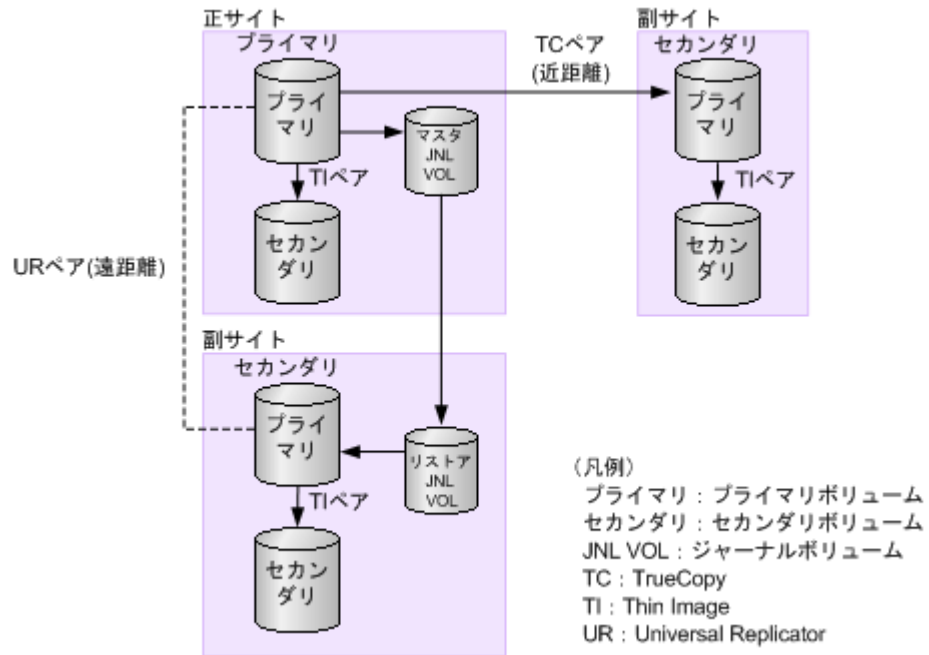 正サイト
プライマリ
プライ
マリ
マスタ
JNL
VOL
TIペア
セカン
ダリ
TCペア
(近距離)
副サイト
セカンダリ
プライ
マリ
TIペア
セカン
ダリ
URペア(遠距離)
副サイト
セカンダリ
プライ
マリ
リストア
JNL
VOL
TIペア
セカン
ダリ
（凡例）
プライマリ：プライマリボリューム
セカンダリ：セカンダリボリューム
JNL VOL：ジャーナルボリューム
TC：TrueCopy
TI：Thin Image
UR：Universal Replicator